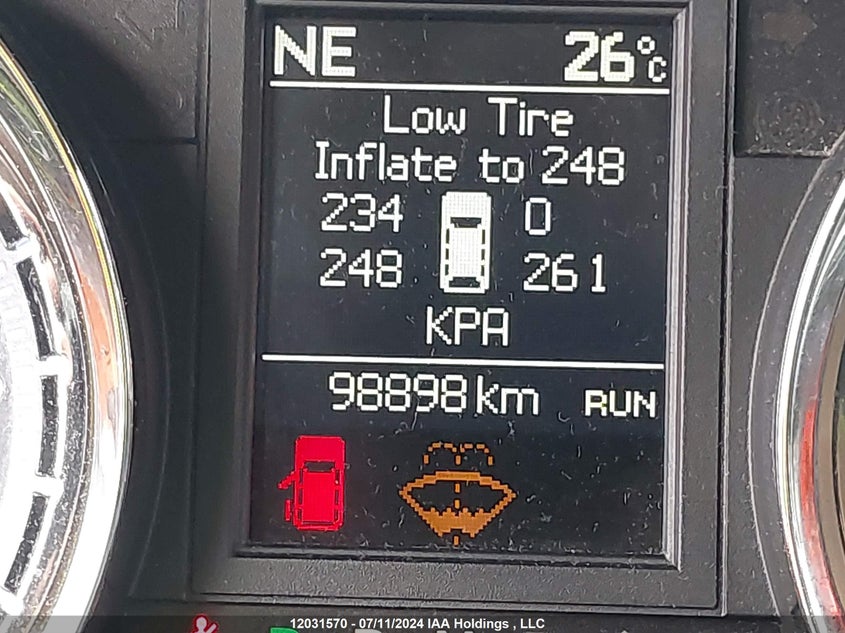 NE 26°C
Low Tire
Inflate to 248
234 0
248 261
KPA
98898 km RUN
12031570 - 07/11/2024 IAA Holdings , LLC